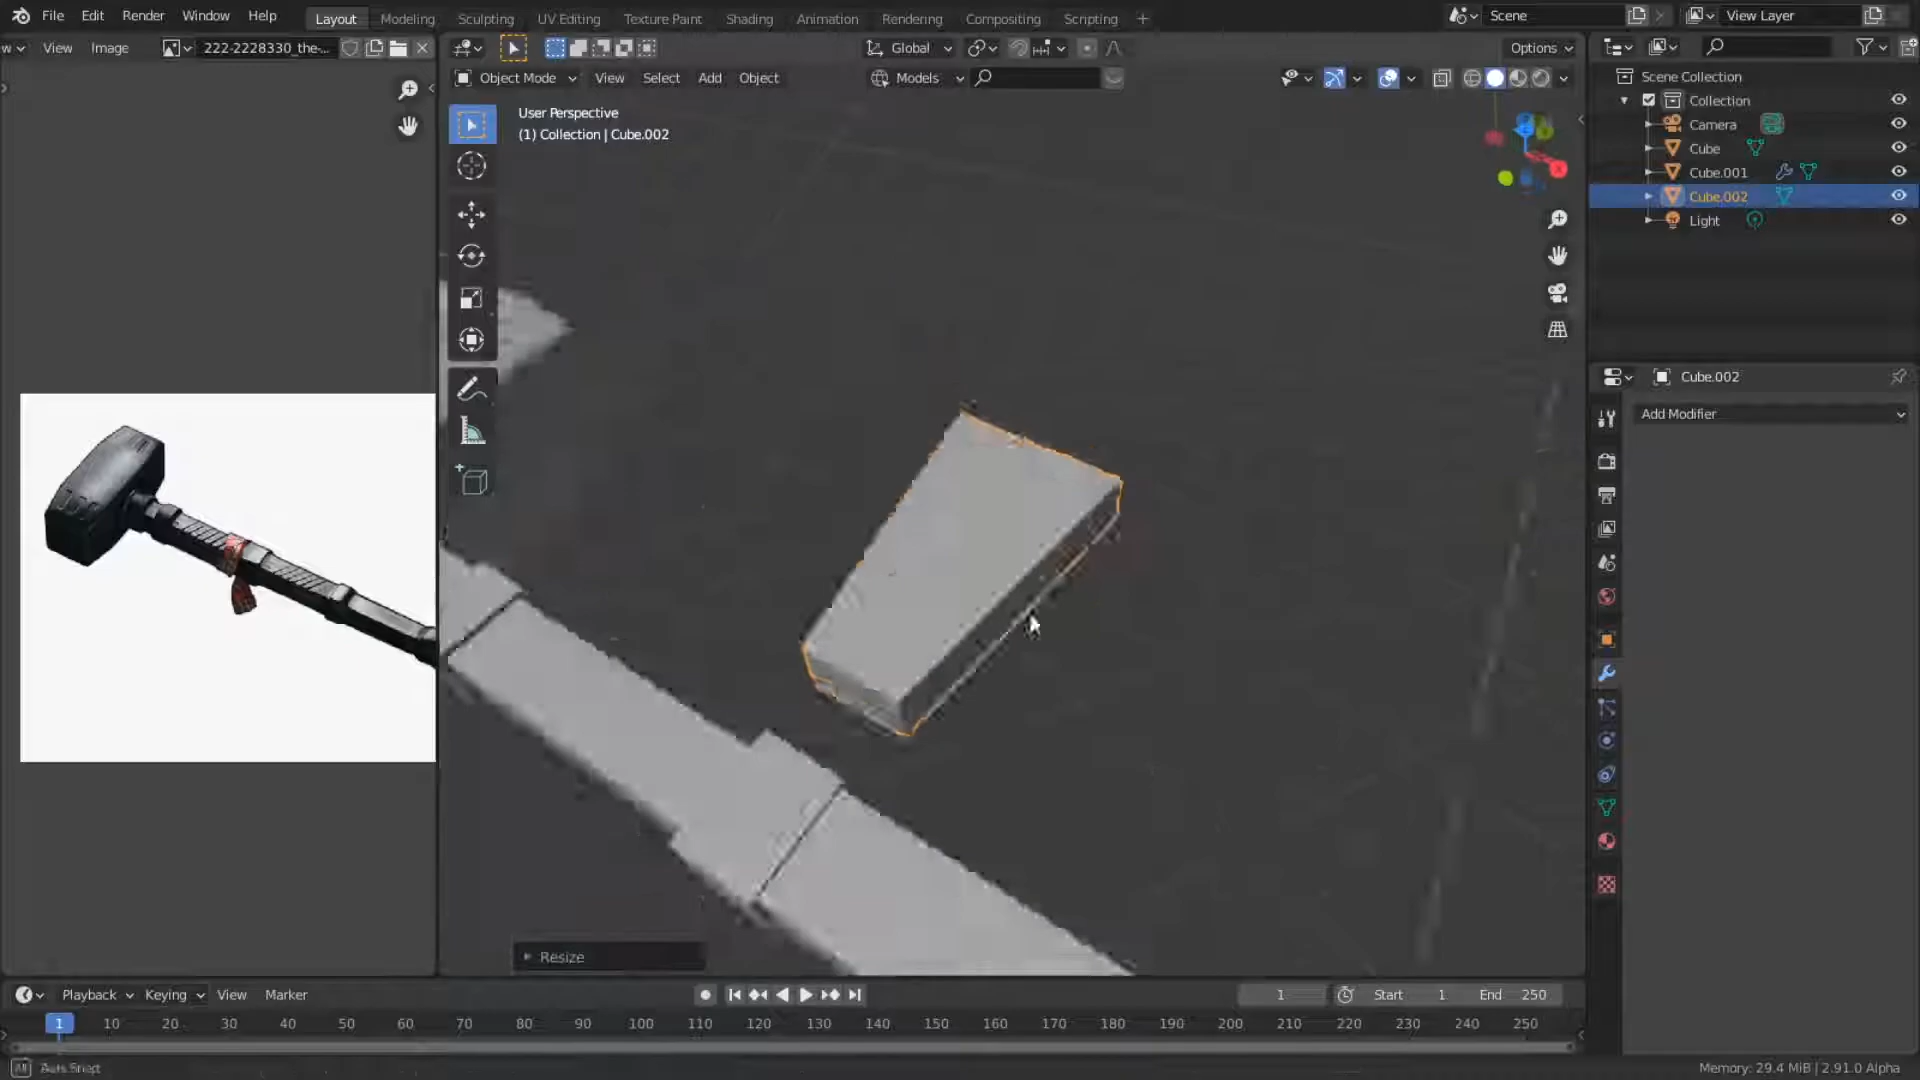 File Edit Render Window Help
Layout Modeling Sculpting UV Editing Texture Paint Shading Animation Rendering Compositing Scripting +
Scene
View Layer
w View Image 222-2228330_the-...
Global
Options
Object Mode View Select Add Object
Models
User Perspective
(1) Collection | Cube.002
Scene Collection
Collection
Camera
Cube
Cube.001
Cube.002
Light
Cube.002
Add Modifier
Resize
Playback Keying View Marker
1 Start 1 End 250
1 10 20 30 40 50 60 70 80 90 100 110 120 130 140 150 160 170 180 190 200 210 220 230 240 250
Auto Snap
Memory: 29.4 MiB | 2.91.0 Alpha